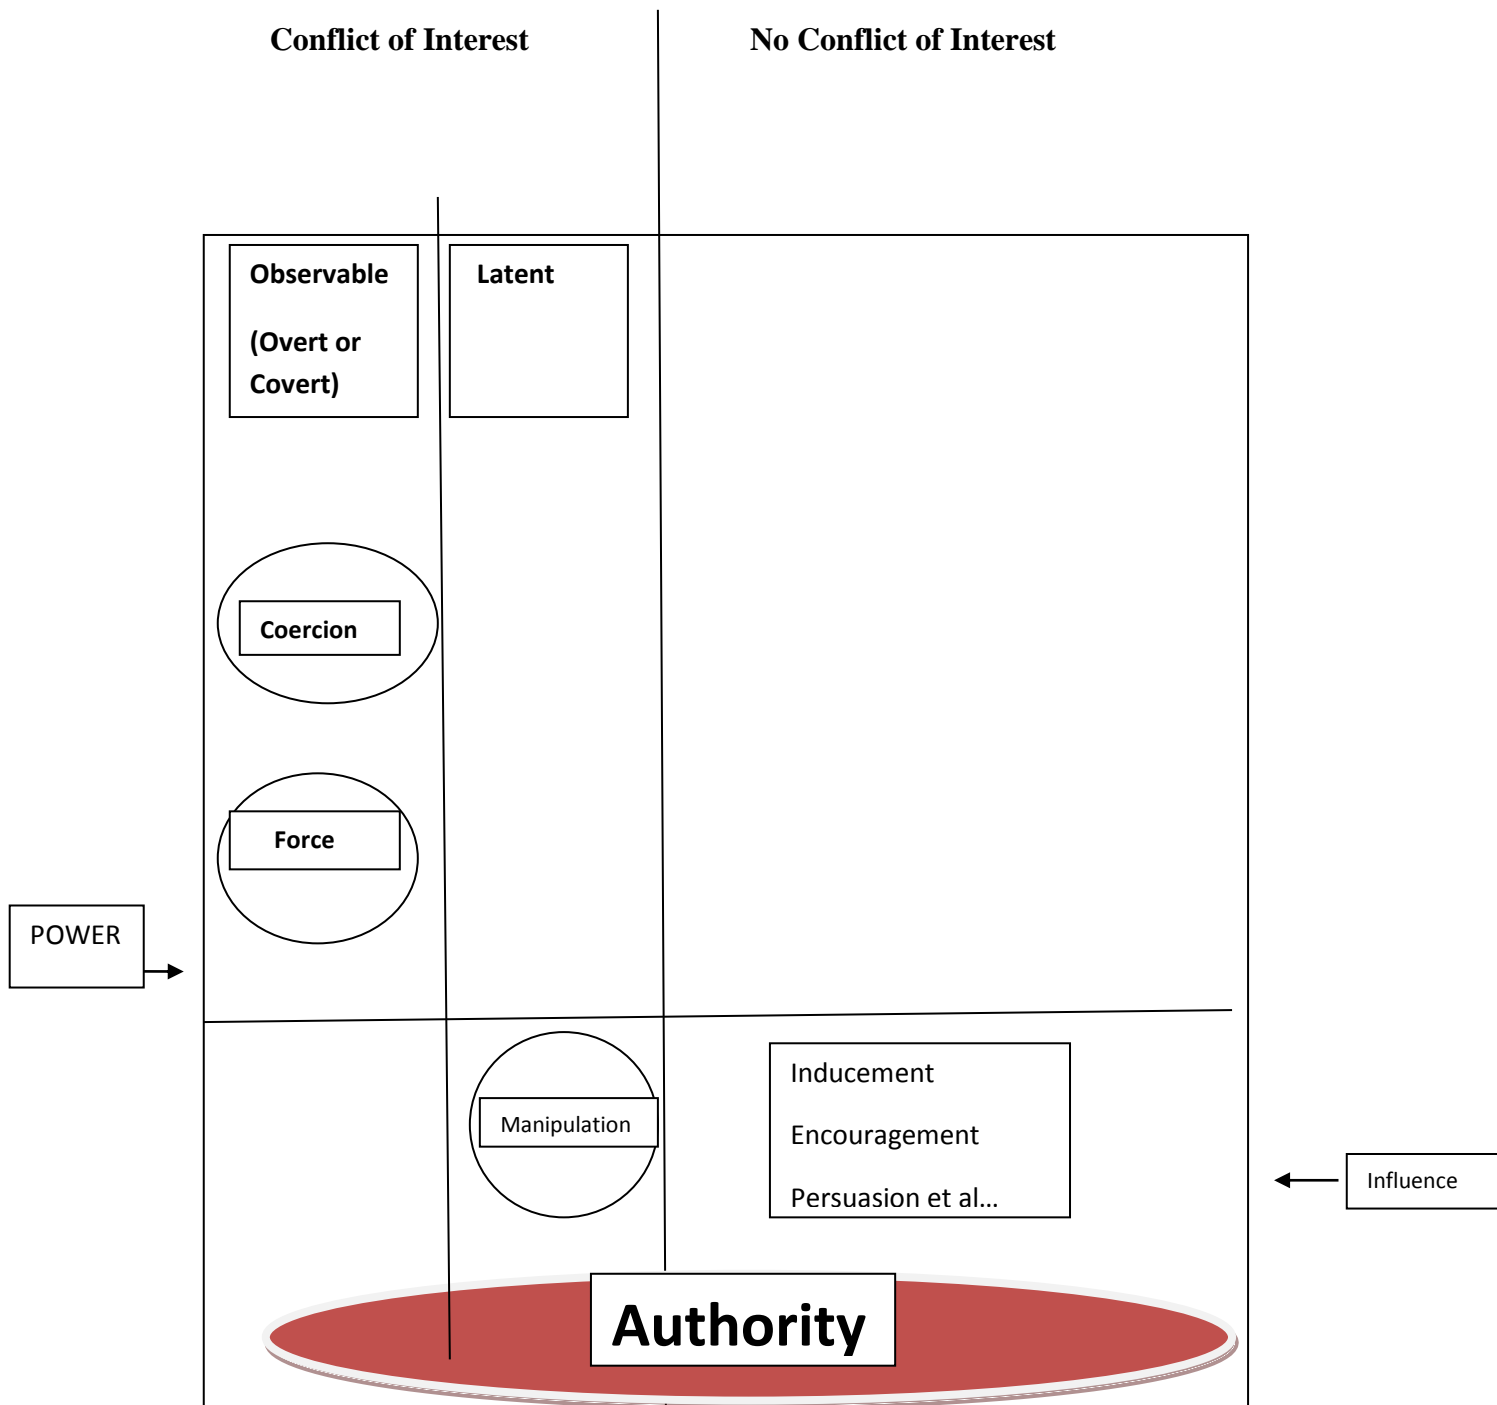 Conflict of Interest
No Conflict of Interest
Observable
(Overt or
Covert)
Latent
Coercion
Force
POWER
Manipulation
Inducement
Encouragement
Persuasion et al...
Influence
Authority